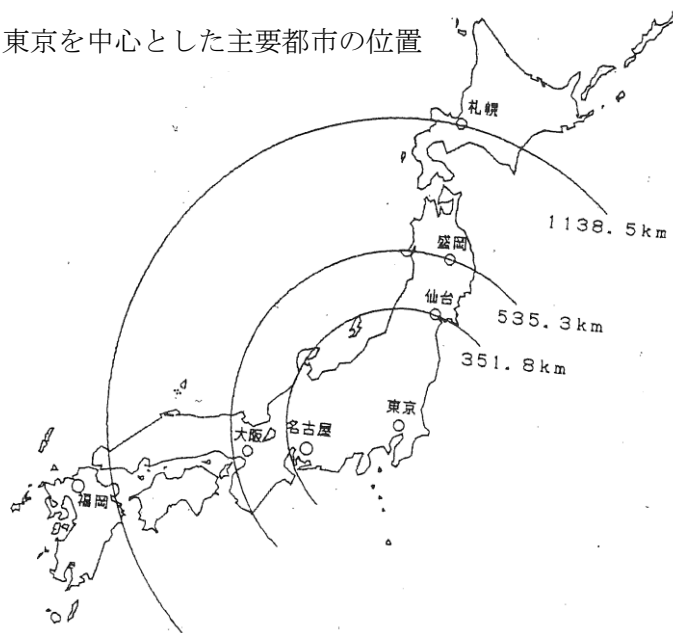 東京を中心とした主要都市の位置
札幌
1138.5km
盛岡
535.3km
仙台
351.8km
東京
名古屋
大阪
福岡